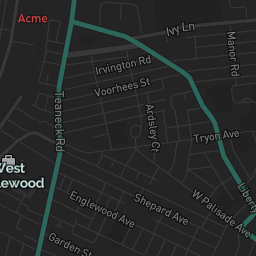 Acme
Ivy Ln
Manor Rd
Irvington Rd
Voorhees St
Teaneck Rd
Ardsley Ct
Tryon Ave
West
lewood
Liberty
W Palisade Ave
Englewood Ave
Shepard Ave
Garden St